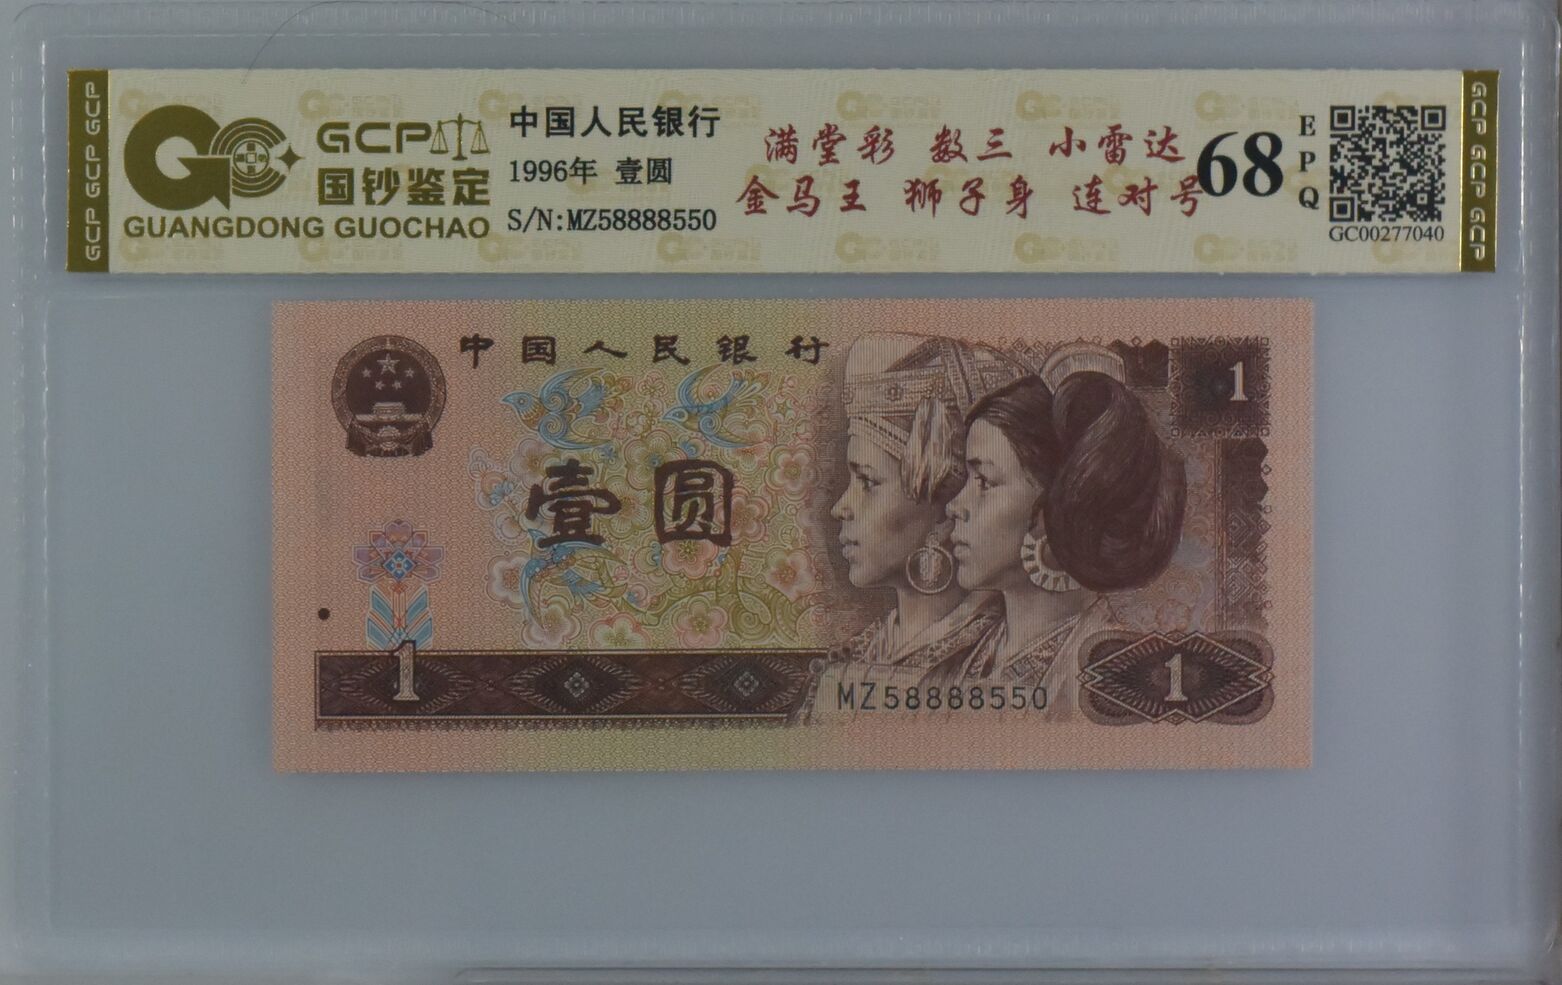 GCP GCP GCP
GCP
国钞鉴定
GUANGDONG GUOCHAO
中国人民银行
1996年 壹圆
S/N:MZ58888550
满堂彩 数三 小雷达
金马王 狮子身 连对号
68
EPQ
GC00277040
GCP GCP GCP
中国人民银行
1
壹圆
1
MZ58888550
1